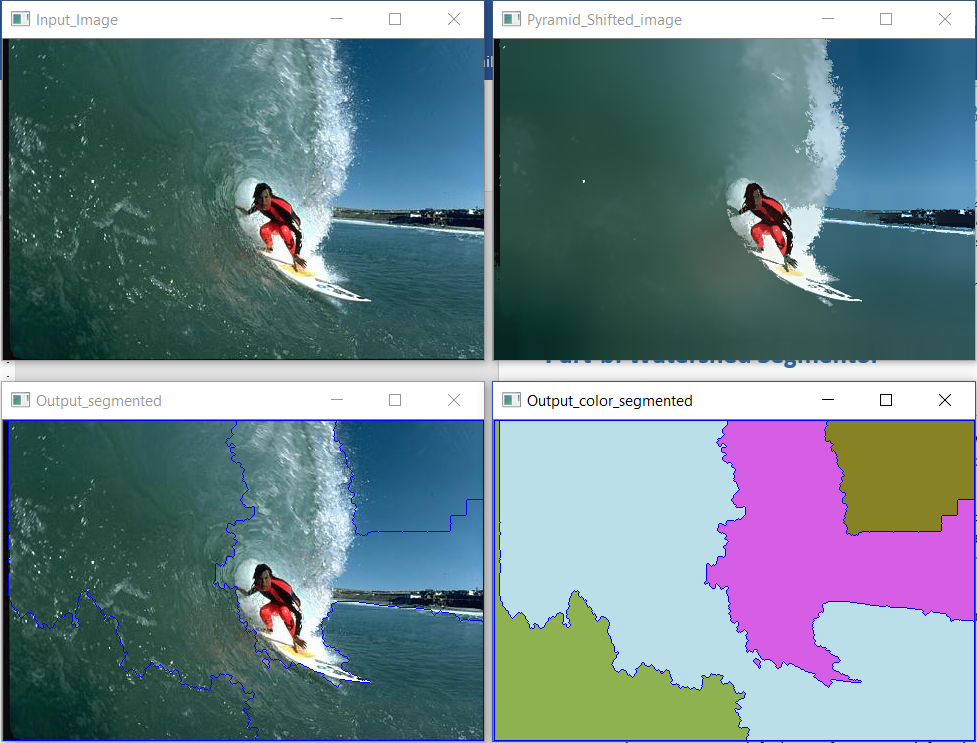 Input_Image
Pyramid_Shifted_image
Output_segmented
Output_color_segmented